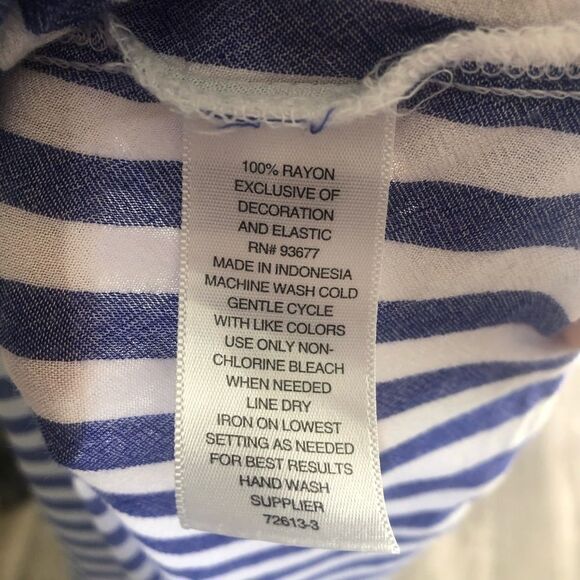 100% RAYON
EXCLUSIVE OF
DECORATION
AND ELASTIC
RN# 93677
MADE IN INDONESIA
MACHINE WASH COLD
GENTLE CYCLE
WITH LIKE COLORS
USE ONLY NON-
CHLORINE BLEACH
WHEN NEEDED
LINE DRY
IRON ON LOWEST
SETTING AS NEEDED
FOR BEST RESULTS
HAND WASH
SUPPLIER
72613-3